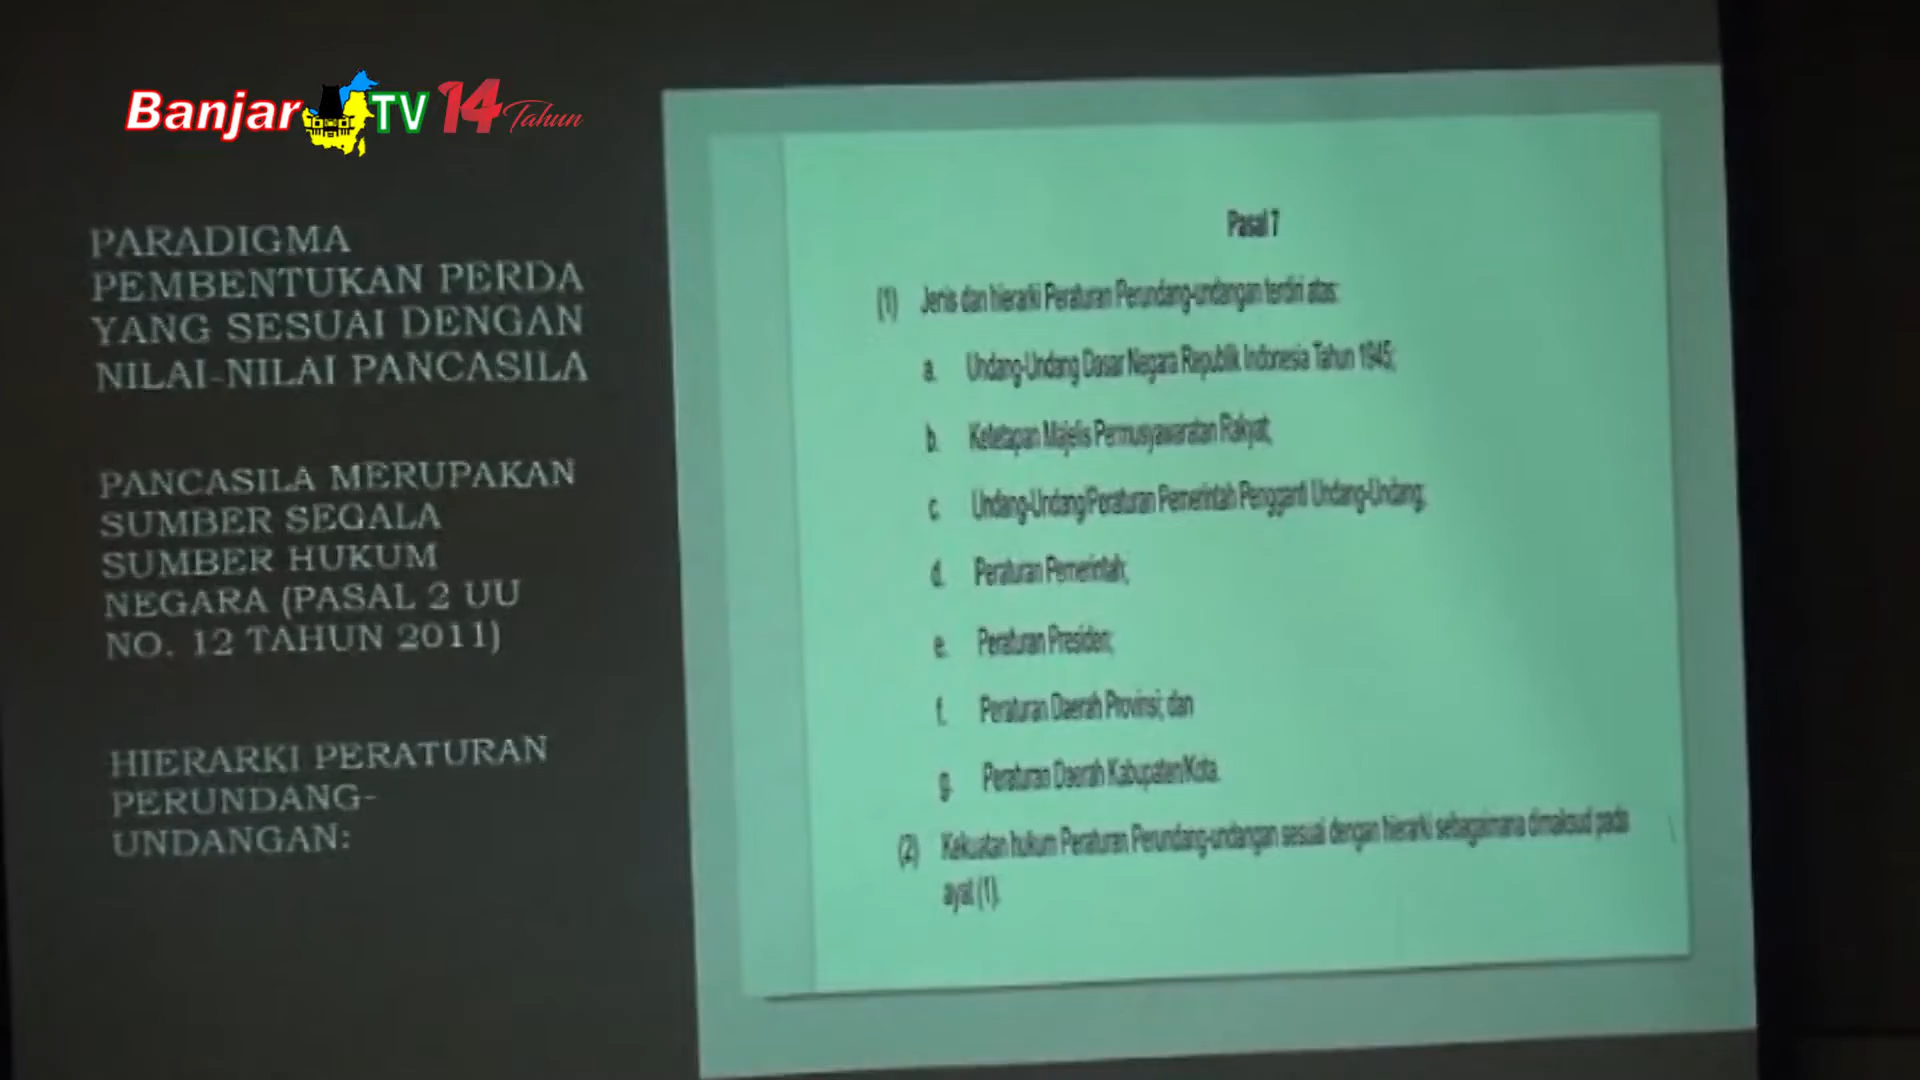 Banjar TV 14 Tahun
PARADIGMA
PEMBENTUKAN PERDA
YANG SESUAI DENGAN
NILAI-NILAI PANCASILA
PANCASILA MERUPAKAN
SUMBER SEGALA
SUMBER HUKUM
NEGARA (PASAL 2 UU
NO. 12 TAHUN 2011)
HIERARKI PERATURAN
PERUNDANG-
UNDANGAN:
Pasal 7
(1) Jenis dan hierarki Peraturan Perundang-undangan terdiri atas:
a. Undang-Undang Dasar Negara Republik Indonesia Tahun 1945;
b. Ketetapan Majelis Permusyawaratan Rakyat;
c. Undang-Undang/Peraturan Pemerintah Pengganti Undang-Undang;
d. Peraturan Pemerintah;
e. Peraturan Presiden;
f. Peraturan Daerah Provinsi; dan
g. Peraturan Daerah Kabupaten/Kota.
(2) Kekuatan hukum Peraturan Perundang-undangan sesuai dengan hierarki sebagaimana dimaksud pada
ayat (1).